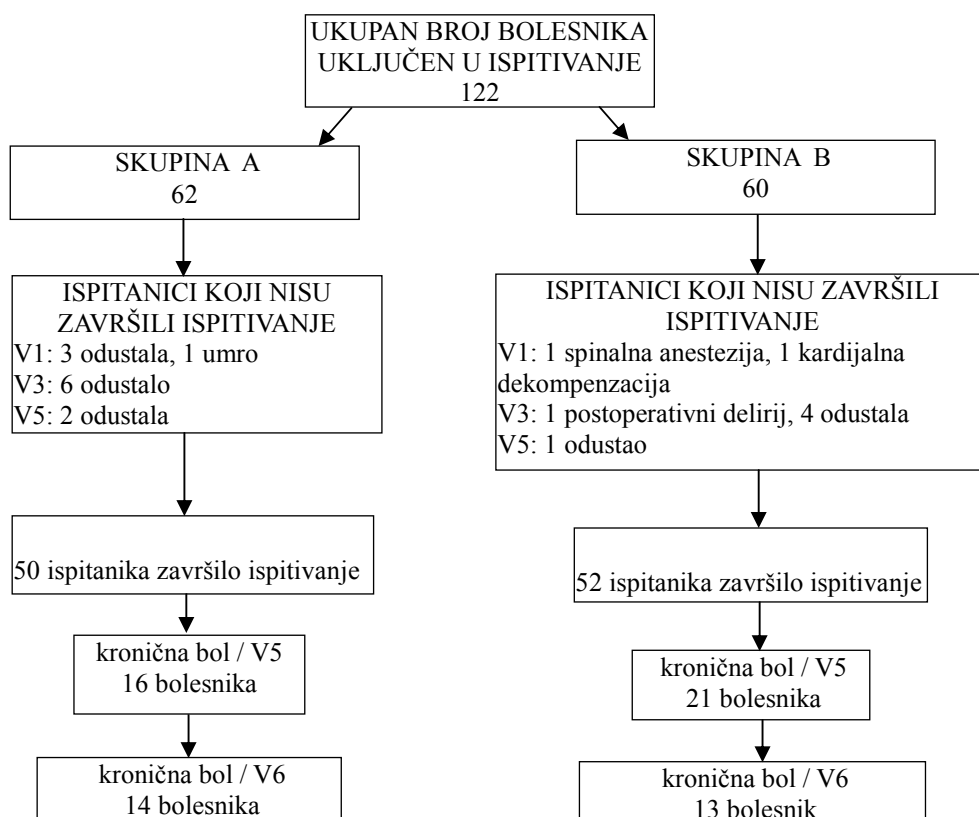 UKUPAN BROJ BOLESNIKA
UKLJUČEN U ISPITIVANJE
122
SKUPINA A
62
SKUPINA B
60
ISPITANICI KOJI NISU
ZAVRŠILI ISPITIVANJE
V1: 3 odustala, 1 umro
V3: 6 odustalo
V5: 2 odustala
ISPITANICI KOJI NISU ZAVRŠILI
ISPITIVANJE
V1: 1 spinalna anestezija, 1 kardijalna
dekompenzacija
V3: 1 postoperativni delirij, 4 odustala
V5: 1 odustao
50 ispitanika završilo ispitivanje
52 ispitanika završilo ispitivanje
kronična bol / V5
16 bolesnika
kronična bol / V5
21 bolesnika
kronična bol / V6
14 bolesnika
kronična bol / V6
13 bolesnik